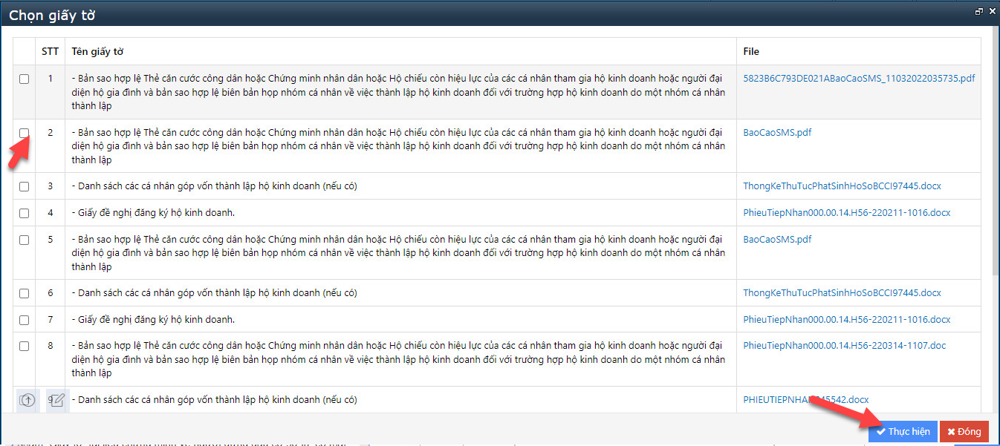 Chọn giấy tờ
STT Tên giấy tờ File
1 - Bản sao hợp lệ Thẻ căn cước công dân hoặc Chứng minh nhân dân hoặc Hộ chiếu còn hiệu lực của các cá nhân tham gia hộ kinh doanh hoặc người đại 5823B6C793DE021ABaoCaoSMS_11032022035735.pdf
diện hộ gia đình và bản sao hợp lệ biên bản họp nhóm cá nhân về việc thành lập hộ kinh doanh đối với trường hợp hộ kinh doanh do một nhóm cá nhân
thành lập
2 - Bản sao hợp lệ Thẻ căn cước công dân hoặc Chứng minh nhân dân hoặc Hộ chiếu còn hiệu lực của các cá nhân tham gia hộ kinh doanh hoặc người đại BaoCaoSMS.pdf
diện hộ gia đình và bản sao hợp lệ biên bản họp nhóm cá nhân về việc thành lập hộ kinh doanh đối với trường hợp hộ kinh doanh do một nhóm cá nhân
thành lập
3 - Danh sách các cá nhân góp vốn thành lập hộ kinh doanh (nếu có) ThongKeThuTucPhatSinhHoSoBCCI97445.docx
4 - Giấy đề nghị đăng ký hộ kinh doanh. PhieuTiepNhan000.00.14.H56-220211-1016.docx
5 - Bản sao hợp lệ Thẻ căn cước công dân hoặc Chứng minh nhân dân hoặc Hộ chiếu còn hiệu lực của các cá nhân tham gia hộ kinh doanh hoặc người đại BaoCaoSMS.pdf
diện hộ gia đình và bản sao hợp lệ biên bản họp nhóm cá nhân về việc thành lập hộ kinh doanh đối với trường hợp hộ kinh doanh do một nhóm cá nhân
thành lập
6 - Danh sách các cá nhân góp vốn thành lập hộ kinh doanh (nếu có) ThongKeThuTucPhatSinhHoSoBCCI97445.docx
7 - Giấy đề nghị đăng ký hộ kinh doanh. PhieuTiepNhan000.00.14.H56-220211-1016.docx
8 - Bản sao hợp lệ Thẻ căn cước công dân hoặc Chứng minh nhân dân hoặc Hộ chiếu còn hiệu lực của các cá nhân tham gia hộ kinh doanh hoặc người đại PhieuTiepNhan000.00.14.H56-220314-1107.doc
diện hộ gia đình và bản sao hợp lệ biên bản họp nhóm cá nhân về việc thành lập hộ kinh doanh đối với trường hợp hộ kinh doanh do một nhóm cá nhân
thành lập
9 - Danh sách các cá nhân góp vốn thành lập hộ kinh doanh (nếu có)
Thực hiện Đóng